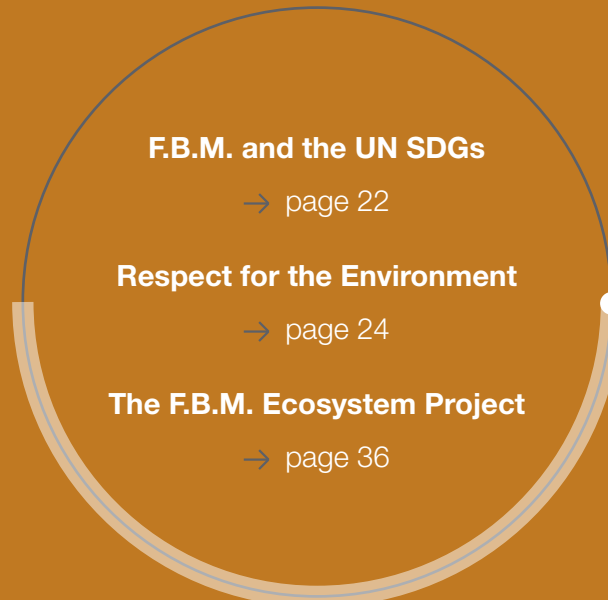 F.B.M. and the UN SDGs
→ page 22
Respect for the Environment
→ page 24
The F.B.M. Ecosystem Project
→ page 36